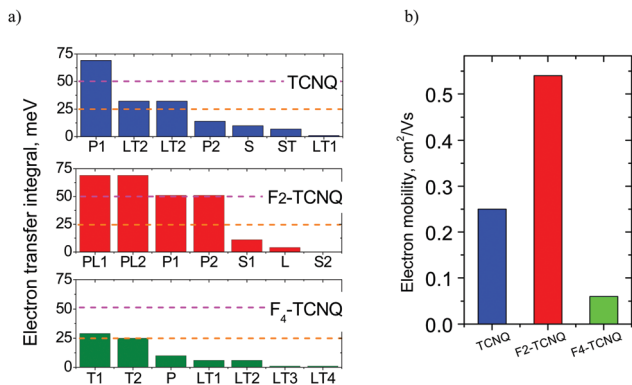 a)
Electron transfer integral, meV
75
50
25
0
TCNQ
P1 LT2 LT2 P2 S ST LT1
75
50
25
0
F2-TCNQ
PL1 PL2 P1 P2 S1 L S2
75
50
25
0
F4-TCNQ
T1 T2 P LT1 LT2 LT3 LT4
b)
Electron mobility, cm²/Vs
0.5
0.4
0.3
0.2
0.1
0.0
TCNQ
F2-TCNQ
F4-TCNQ